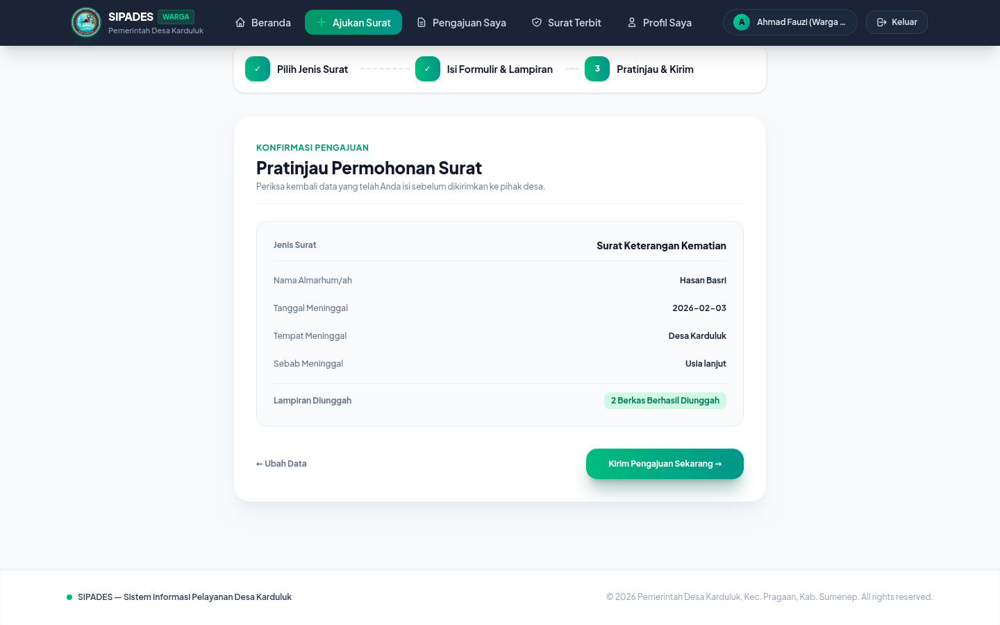 SIPADES WARGA
Pemerintah Desa Karduluk
Beranda
Ajukan Surat
Pengajuan Saya
Surat Terbit
Profil Saya
A Ahmad Fauzi (Warga ...
Keluar
✓ Pilih Jenis Surat
✓ Isi Formulir & Lampiran
3 Pratinjau & Kirim
KONFIRMASI PENGAJUAN
Pratinjau Permohonan Surat
Periksa kembali data yang telah Anda isi sebelum dikirimkan ke pihak desa.
Jenis Surat Surat Keterangan Kematian
Nama Almarhum/ah Hasan Basri
Tanggal Meninggal 2026-02-03
Tempat Meninggal Desa Karduluk
Sebab Meninggal Usia lanjut
Lampiran Diunggah 2 Berkas Berhasil Diunggah
← Ubah Data
Kirim Pengajuan Sekarang →
SIPADES — Sistem Informasi Pelayanan Desa Karduluk
© 2026 Pemerintah Desa Karduluk, Kec. Pragaan, Kab. Sumenep. All rights reserved.